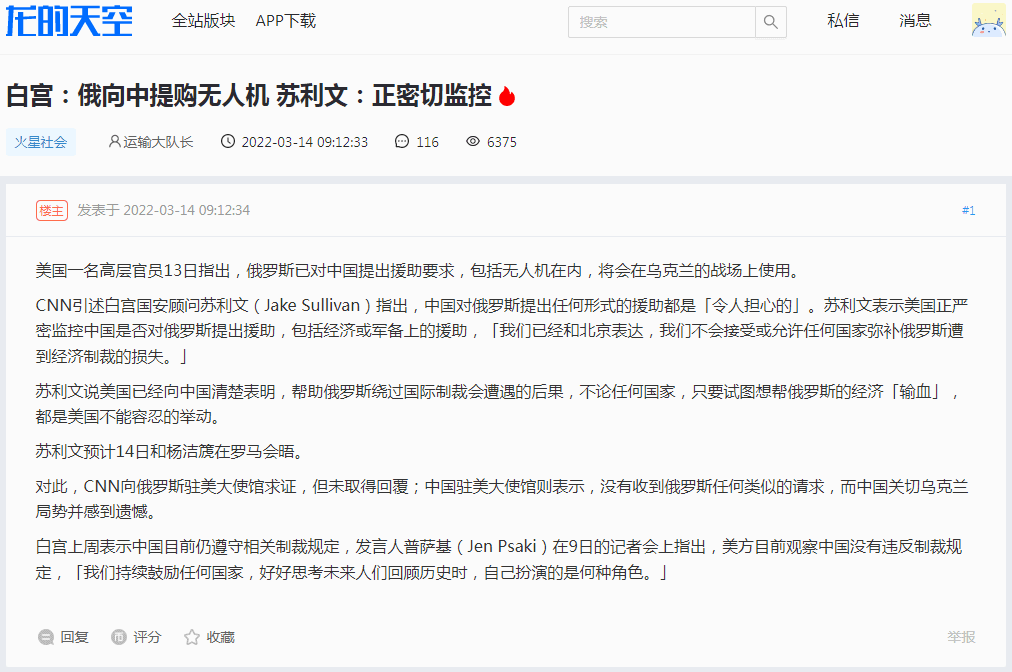 龙的天空
全站版块 APP下载 搜索 私信 消息
白宫：俄向中提购无人机 苏利文：正密切监控
火星社会 运输大队长 2022-03-14 09:12:33 116 6375
楼主 发表于 2022-03-14 09:12:34 #1
美国一名高层官员13日指出，俄罗斯已对中国提出援助要求，包括无人机在内，将会在乌克兰的战场上使用。
CNN引述白宫国安顾问苏利文（Jake Sullivan）指出，中国对俄罗斯提出任何形式的援助都是「令人担心的」。苏利文表示美国正严
密监控中国是否对俄罗斯提出援助，包括经济或军备上的援助，「我们已经和北京表达，我们不会接受或允许任何国家弥补俄罗斯遭
到经济制裁的损失。」
苏利文说美国已经向中国清楚表明，帮助俄罗斯绕过国际制裁会遭遇的后果，不论任何国家，只要试图想帮俄罗斯的经济「输血」，
都是美国不能容忍的举动。
苏利文预计14日和杨洁篪在罗马会晤。
对此，CNN向俄罗斯驻美大使馆求证，但未取得回覆；中国驻美大使馆则表示，没有收到俄罗斯任何类似的请求，而中国关切乌克兰
局势并感到遗憾。
白宫上周表示中国目前仍遵守相关制裁规定，发言人普萨基（Jen Psaki）在9日的记者会上指出，美方目前观察中国没有违反制裁规
定，「我们持续鼓励任何国家，好好思考未来人们回顾历史时，自己扮演的是何种角色。」
回复 评分 收藏 举报